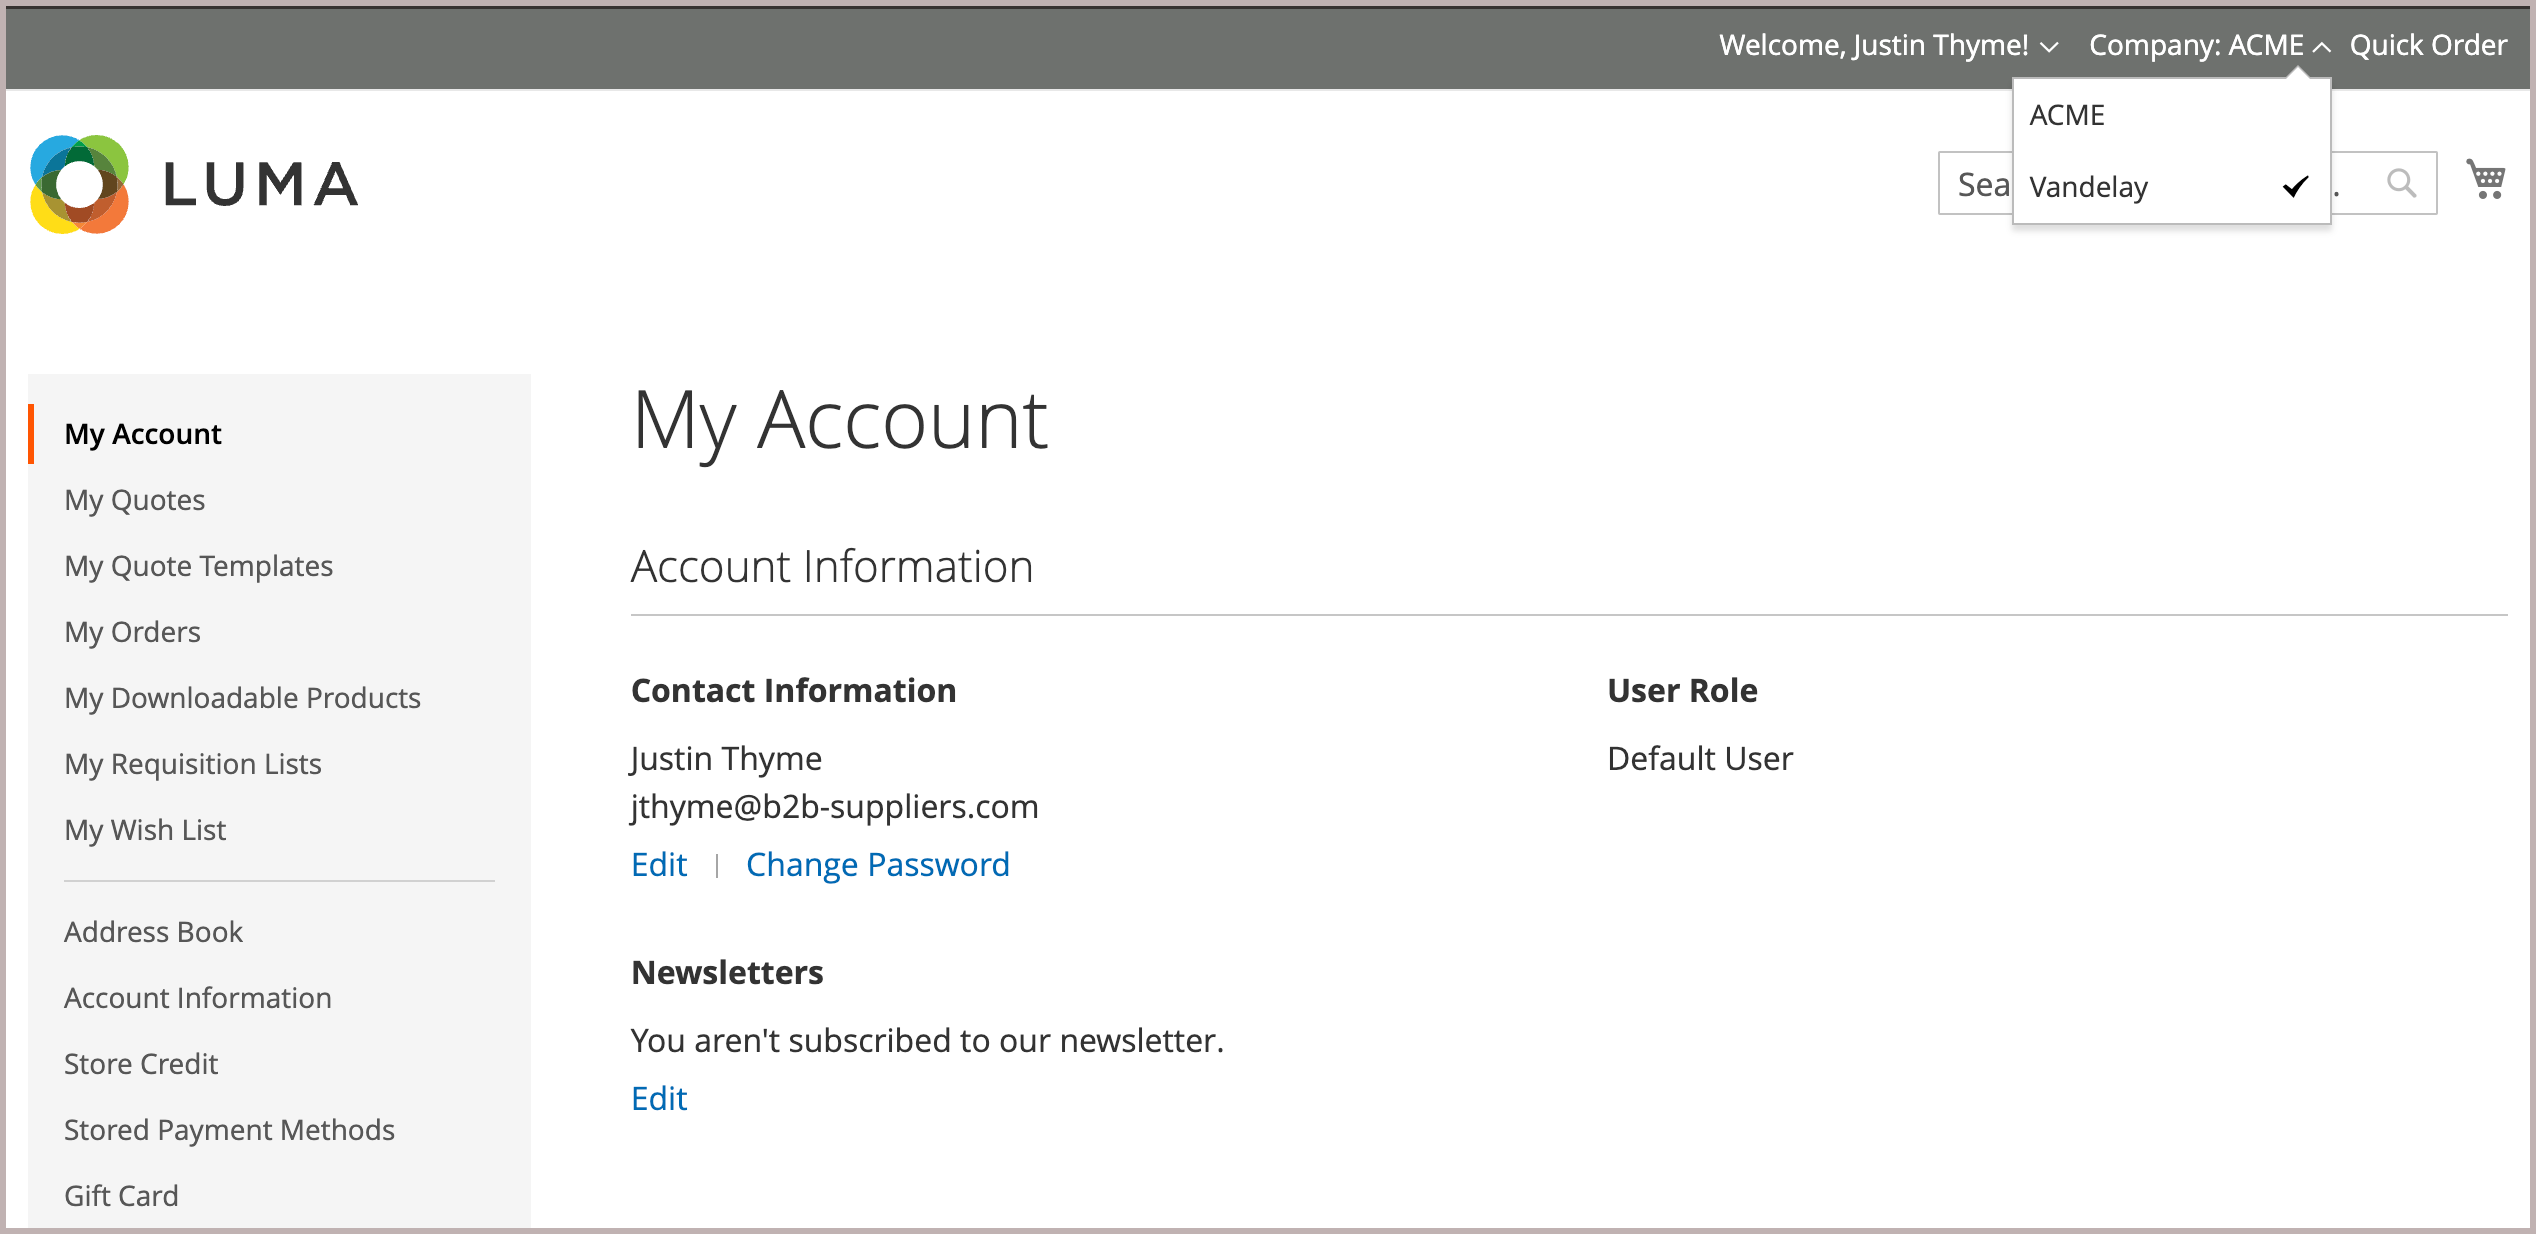 Welcome, Justin Thyme! Company: ACME Quick Order
ACME
Vandelay
LUMA
Sea
.
My Account
My Quotes
My Quote Templates
My Orders
My Downloadable Products
My Requisition Lists
My Wish List
Address Book
Account Information
Store Credit
Stored Payment Methods
Gift Card
My Account
Account Information
Contact Information
Justin Thyme
jthyme@b2b-suppliers.com
Edit | Change Password
User Role
Default User
Newsletters
You aren't subscribed to our newsletter.
Edit